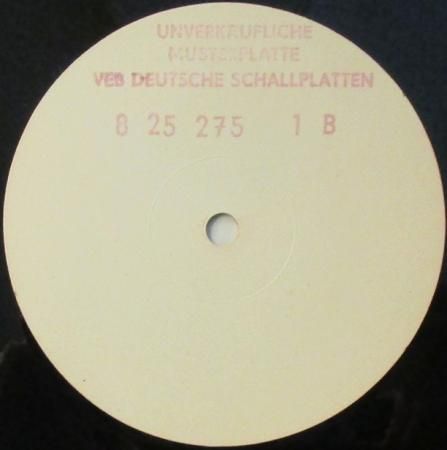 UNVERKÄUFLICHE
MUSTERPLATTE
VEB DEUTSCHE SCHALLPLATTEN
8 25 275 1 B